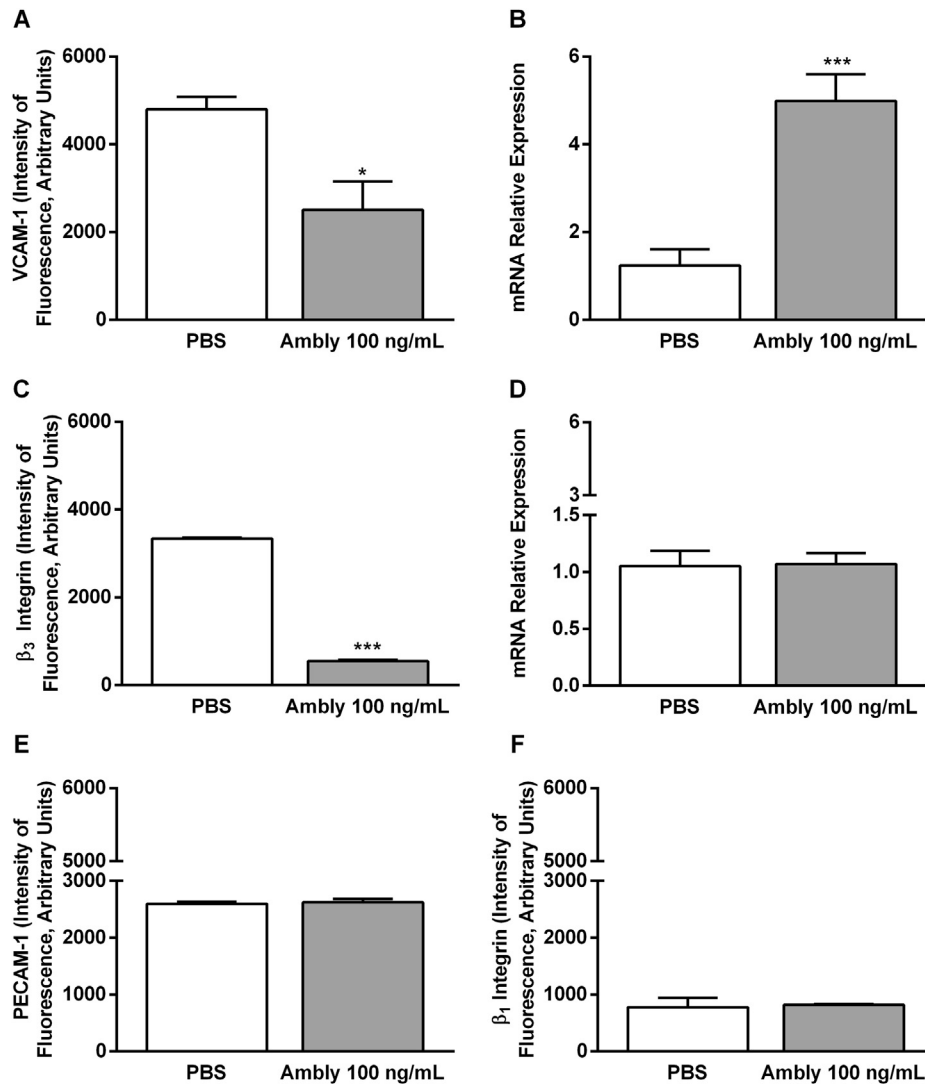 A
VCAM-1 (Intensity of
Fluorescence, Arbitrary Units)
6000
4000
2000
0
*
PBS
Ambly 100 ng/mL
B
mRNA Relative Expression
6
4
2
0
***
PBS
Ambly 100 ng/mL
C
β3 Integrin (Intensity of
Fluorescence, Arbitrary Units)
6000
4000
2000
0
***
PBS
Ambly 100 ng/mL
D
mRNA Relative Expression
6
3
1.5
1.0
0.5
0.0
PBS
Ambly 100 ng/mL
E
PECAM-1 (Intensity of
Fluorescence, Arbitrary Units)
6000
5000
3000
2000
1000
0
PBS
Ambly 100 ng/mL
F
β1 Integrin (Intensity of
Fluorescence, Arbitrary Units)
6000
5000
3000
2000
1000
0
PBS
Ambly 100 ng/mL